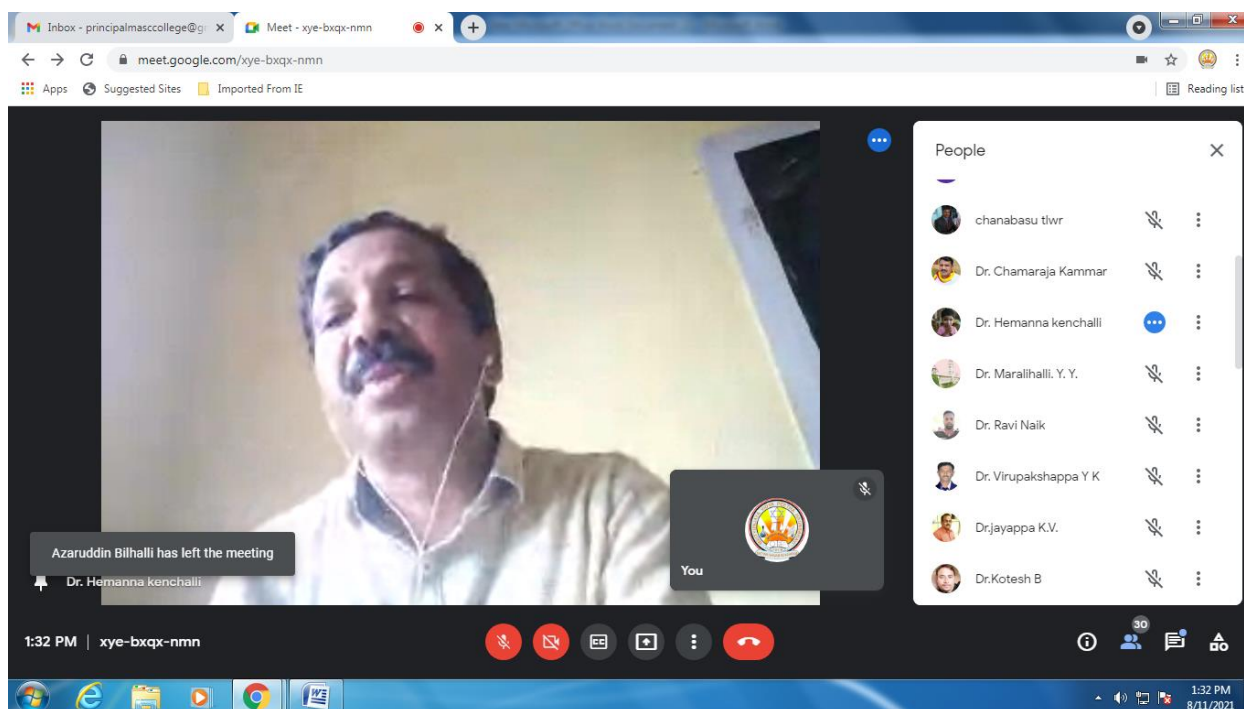 Inbox - principalmasccollege@g
Meet - xye-bxqx-nmn
meet.google.com/xye-bxqx-nmn
Apps Suggested Sites Imported From IE Reading list
People
chanabasu tlwr
Dr. Chamaraja Kammar
Dr. Hemanna kenchalli
Dr. Maralihalli. Y. Y.
Dr. Ravi Naik
Dr. Virupakshappa Y K
Dr.jayappa K.V.
Dr.Kotesh B
Azaruddin Bilhalli has left the meeting
Dr. Hemanna kenchalli
You
1:32 PM | xye-bxqx-nmn
CC
30
1:32 PM
8/11/2021